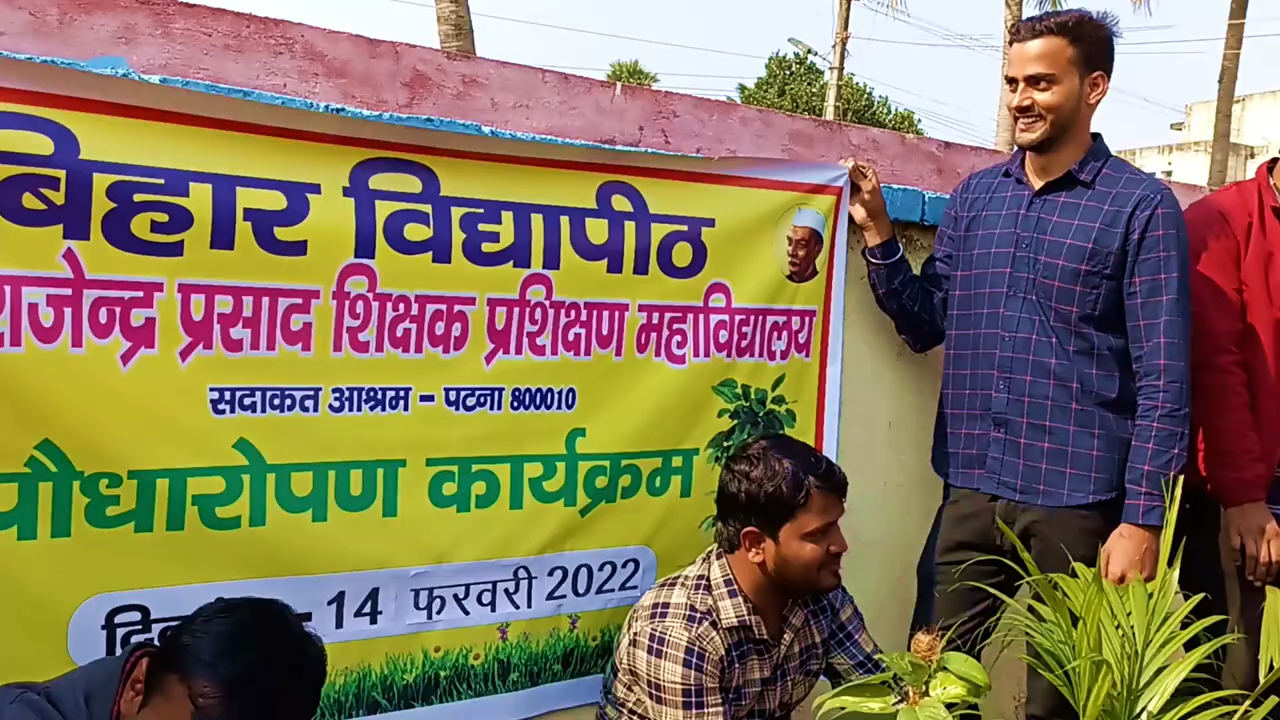 बिहार विद्यापीठ
राजेन्द्र प्रसाद शिक्षक प्रशिक्षण महाविद्यालय
सदाकत आश्रम - पटना 800010
पौधारोपण कार्यक्रम
- 14 फरवरी 2022